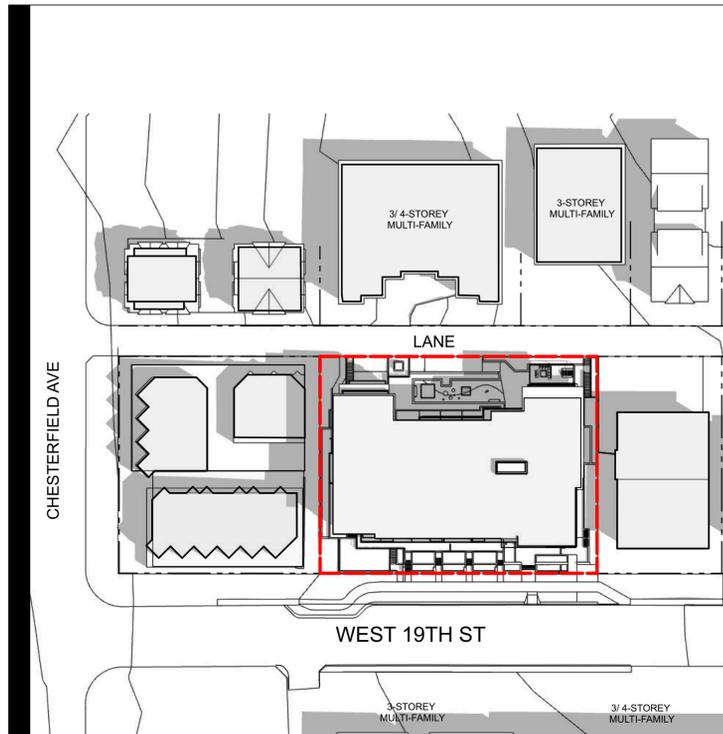 3/ 4-STOREY
MULTI-FAMILY
3-STOREY
MULTI-FAMILY
LANE
CHESTERFIELD AVE
WEST 19TH ST
3-STOREY
MULTI-FAMILY
3/ 4-STOREY
MULTI-FAMILY